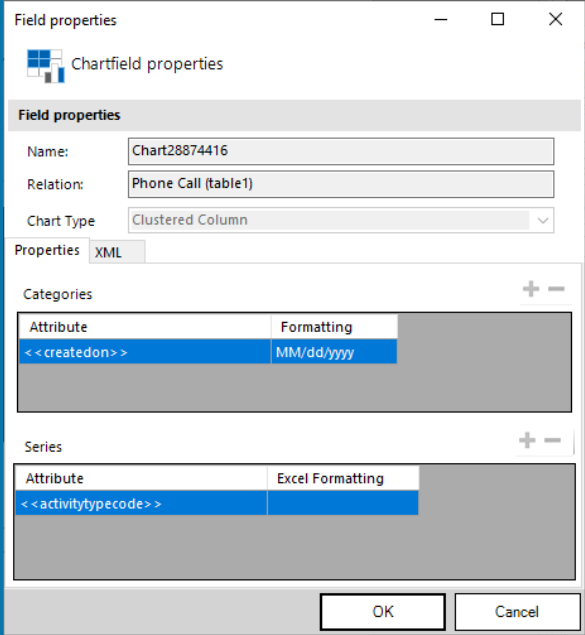 Field properties
Chartfield properties
Field properties
Name: Chart28874416
Relation: Phone Call (table1)
Chart Type Clustered Column
Properties XML
Categories
Attribute Formatting
<<createdon>> MM/dd/yyyy
Series
Attribute Excel Formatting
<<activitytypecode>>
OK Cancel